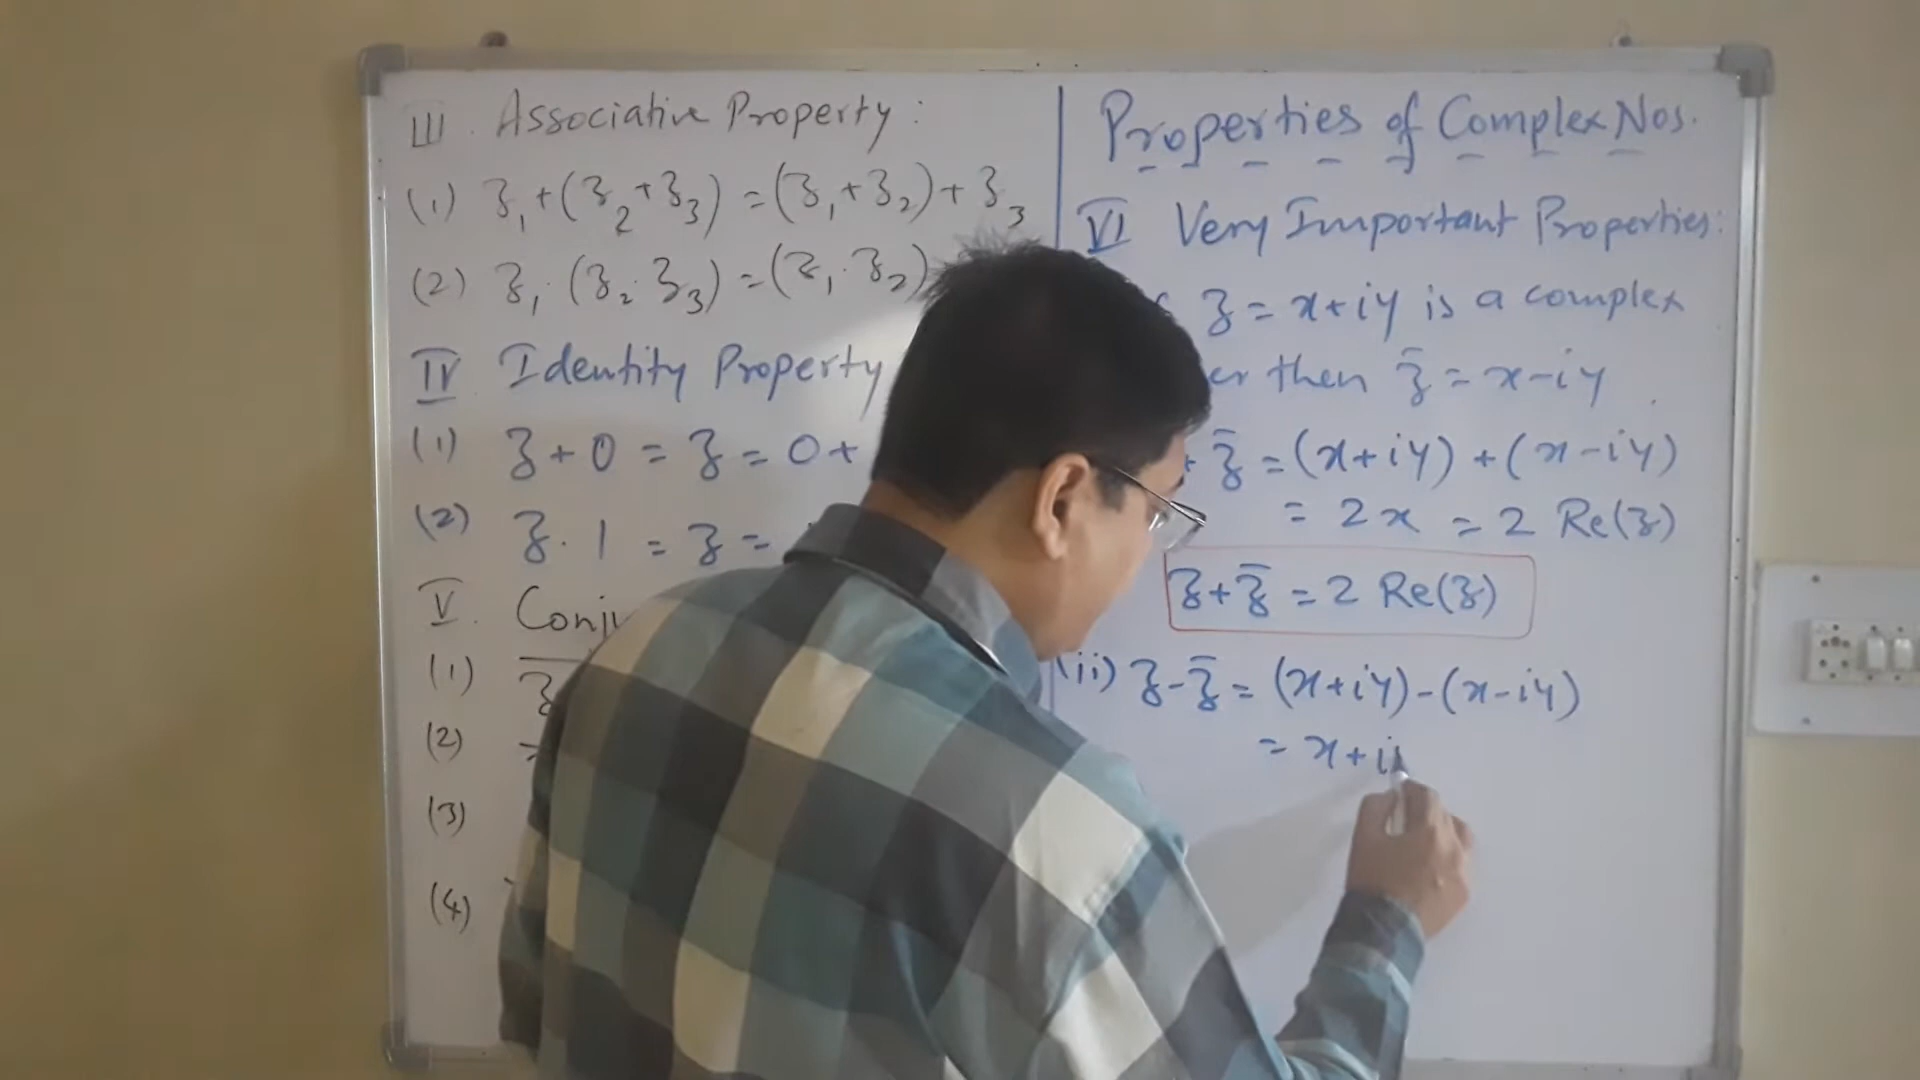 III. Associative Property:
(1) z₁+(z₂+z₃) = (z₁+z₂)+z₃
(2) z₁.(z₂.z₃) = (z₁.z₂)
IV Identity Property
(1) z+0 = z = 0+
(2) z.1 = z =
V. Conju
(1) z
(2) =
(3)
(4)
Properties of Complex Nos.
VI Very Important Properties:
z = x+iy is a complex
er then z̄ = x-iy.
+ z̄ = (x+iy)+(x-iy)
= 2x = 2 Re(z)
z+z̄ = 2 Re(z)
(ii) z-z̄ = (x+iy)-(x-iy)
= x+i